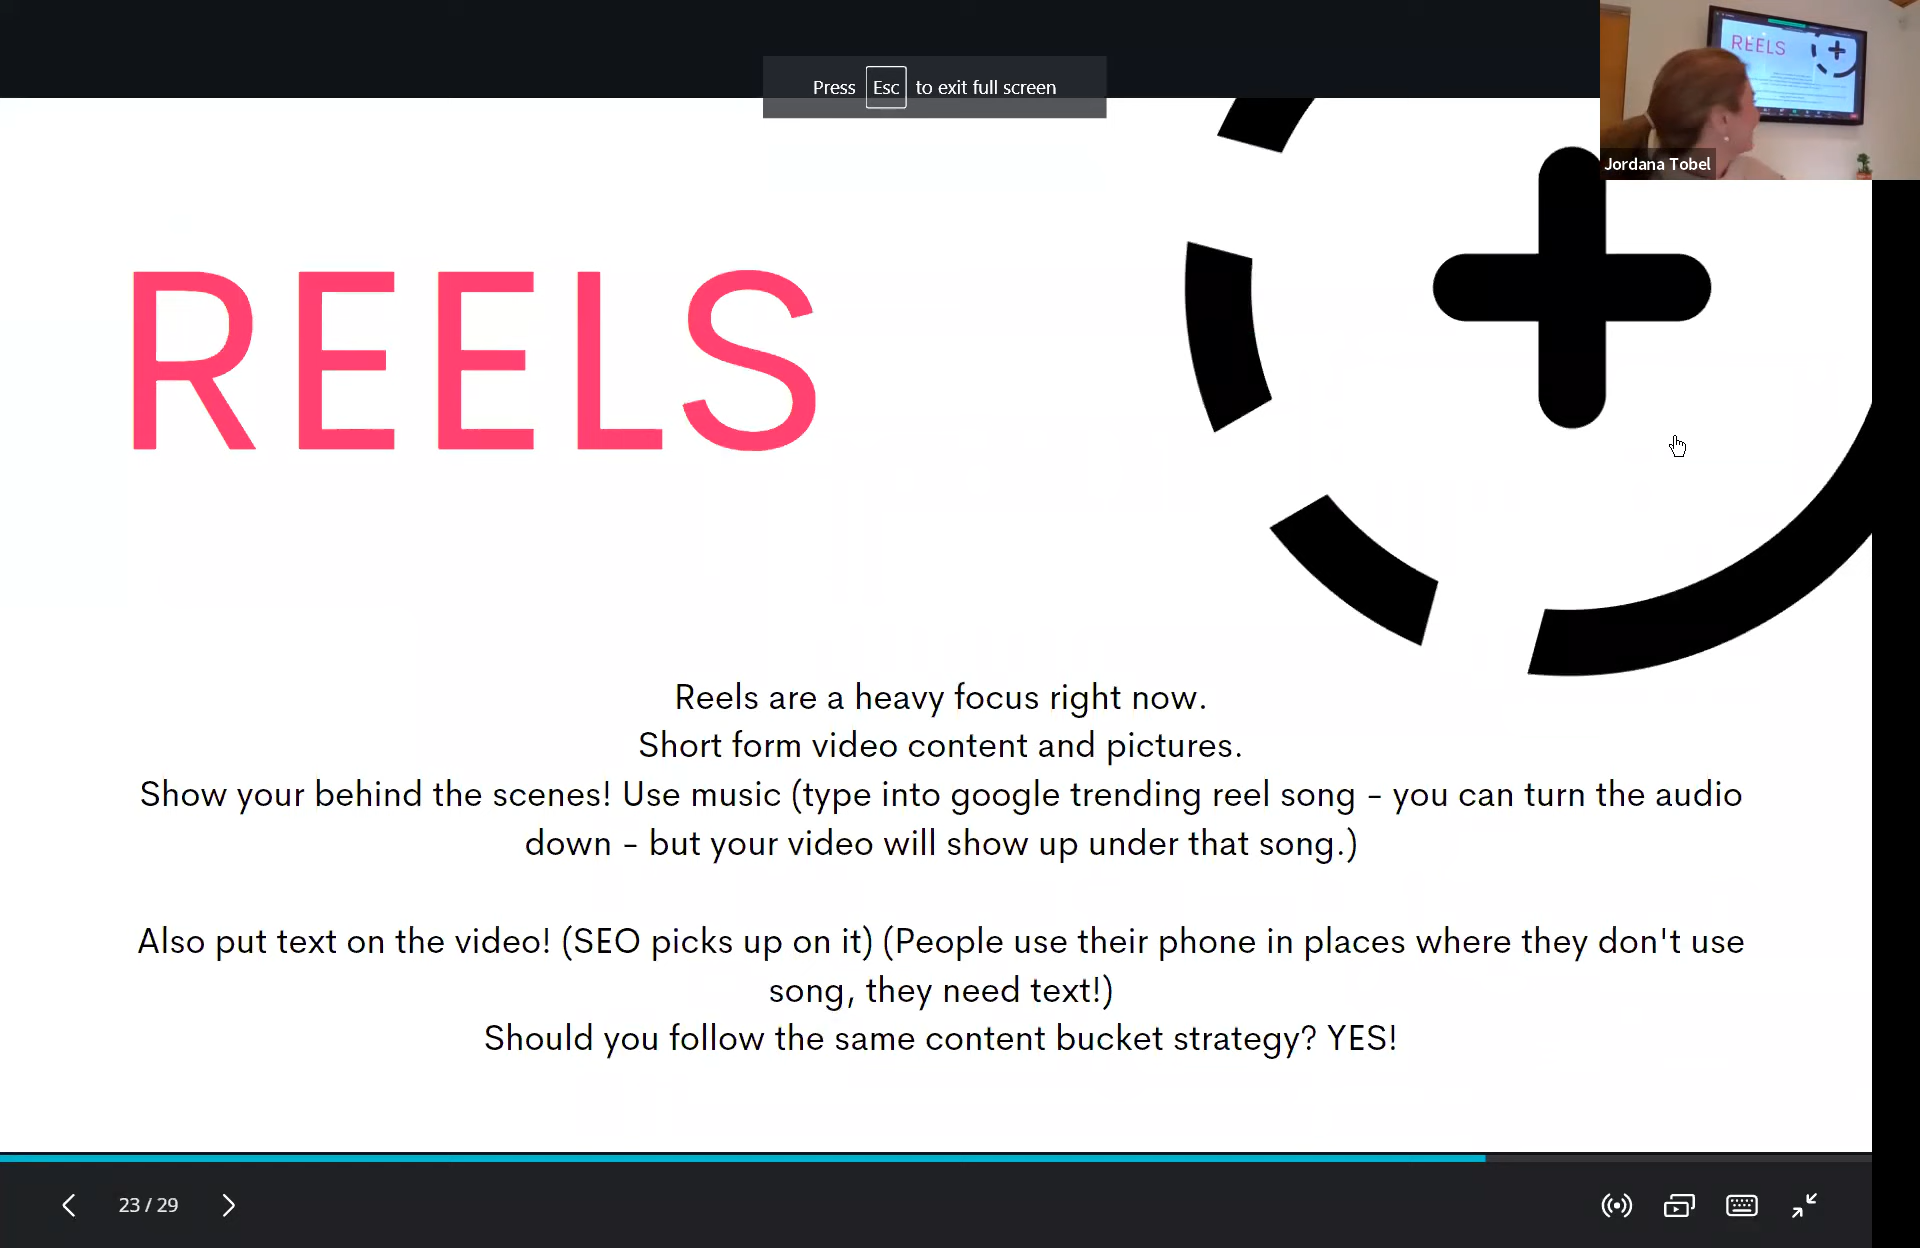 Press Esc to exit full screen
REELS
Jordana Tobel
REELS
Reels are a heavy focus right now.
Short form video content and pictures.
Show your behind the scenes! Use music (type into google trending reel song - you can turn the audio
down - but your video will show up under that song.)
Also put text on the video! (SEO picks up on it) (People use their phone in places where they don't use
song, they need text!)
Should you follow the same content bucket strategy? YES!
23 / 29